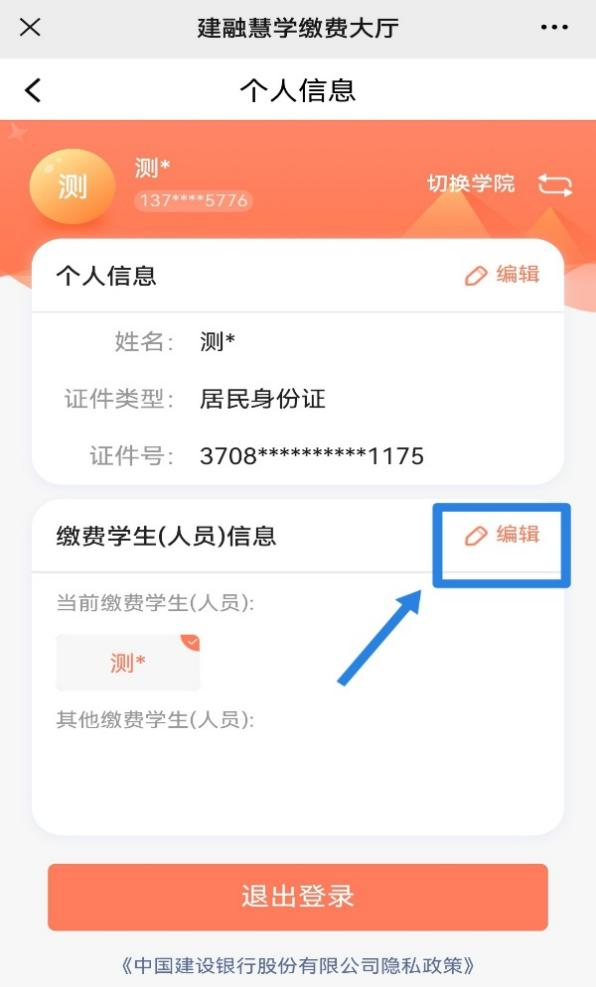 建融慧学缴费大厅
个人信息
测
测*
137****5776
切换学院
个人信息
编辑
姓名: 测*
证件类型: 居民身份证
证件号: 3708**********1175
缴费学生(人员)信息
编辑
当前缴费学生(人员):
测*
其他缴费学生(人员):
退出登录
《中国建设银行股份有限公司隐私政策》